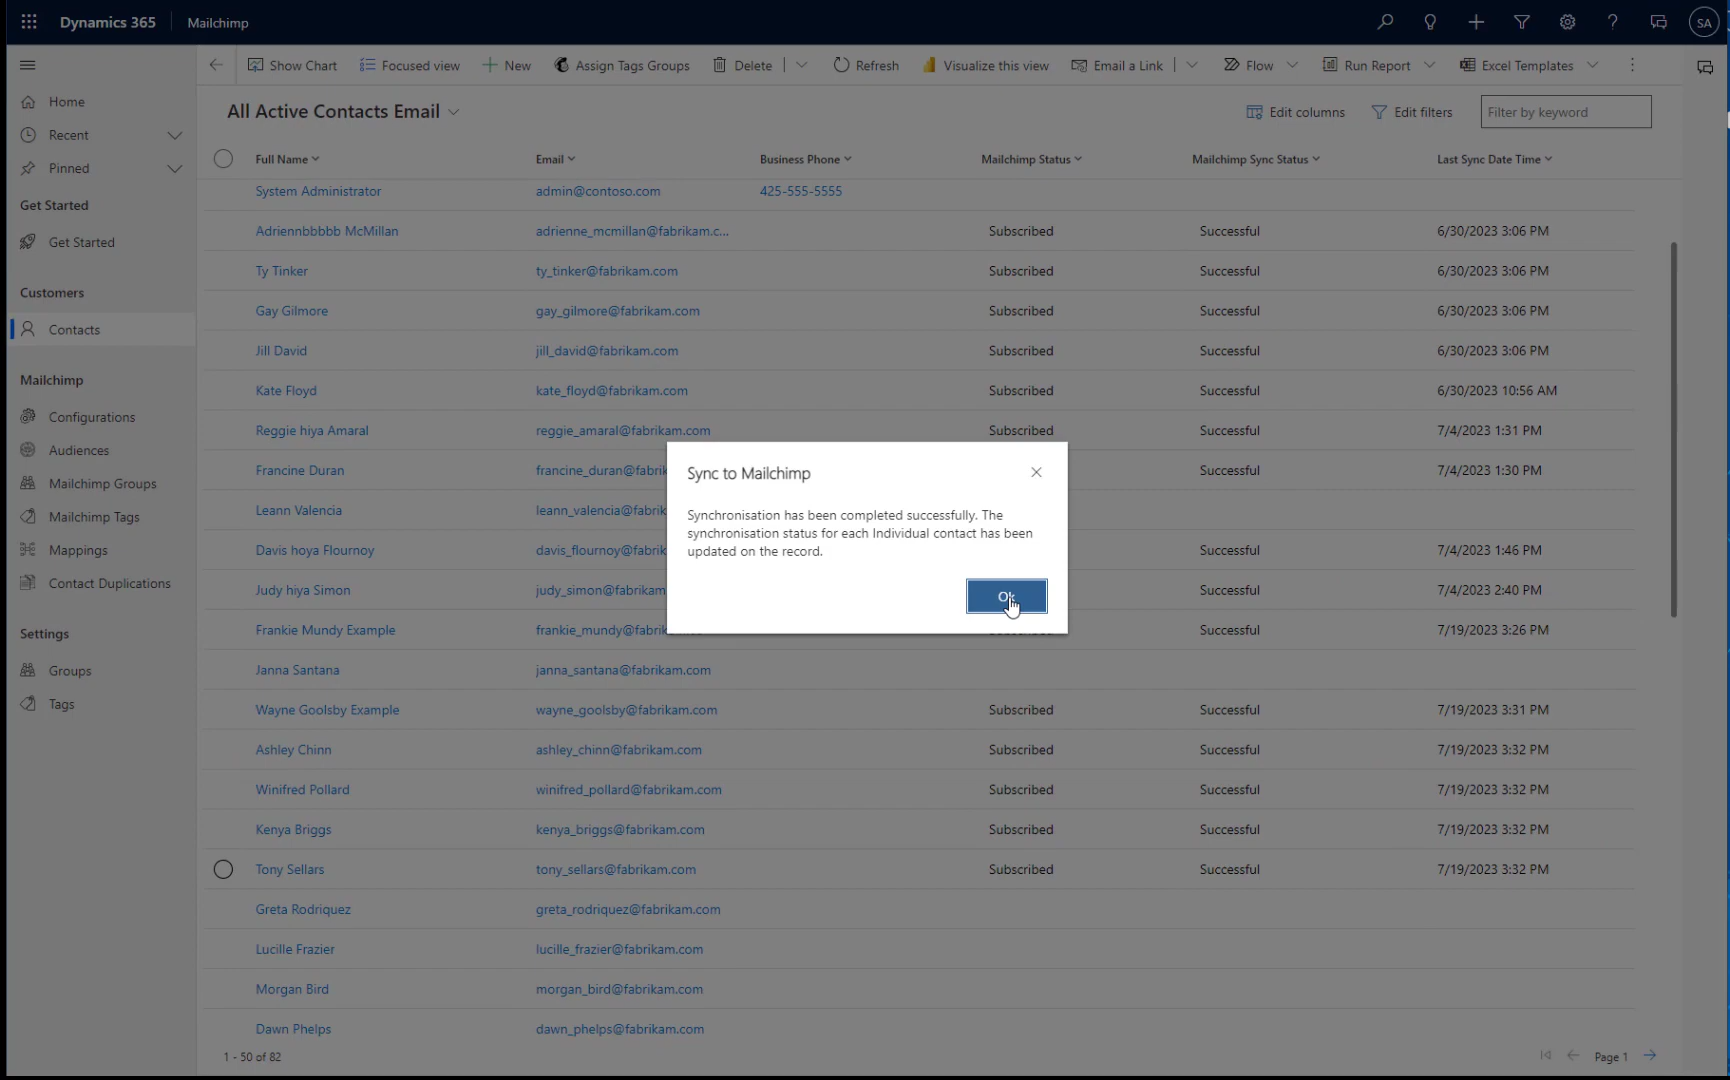 Dynamics 365 Mailchimp SA
Show Chart Focused view New Assign Tags Groups Delete Refresh Visualize this view Email a Link Flow Run Report Excel Templates
Home
Recent
Pinned
Get Started
Get Started
Customers
Contacts
Mailchimp
Configurations
Audiences
Mailchimp Groups
Mailchimp Tags
Mappings
Contact Duplications
Settings
Groups
Tags
All Active Contacts Email Edit columns Edit filters Filter by keyword
Full Name Email Business Phone Mailchimp Status Mailchimp Sync Status Last Sync Date Time
System Administrator admin@contoso.com 425-555-5555
Adriennbbbbb McMillan adrienne_mcmillan@fabrikam.c... Subscribed Successful 6/30/2023 3:06 PM
Ty Tinker ty_tinker@fabrikam.com Subscribed Successful 6/30/2023 3:06 PM
Gay Gilmore gay_gilmore@fabrikam.com Subscribed Successful 6/30/2023 3:06 PM
Jill David jill_david@fabrikam.com Subscribed Successful 6/30/2023 3:06 PM
Kate Floyd kate_floyd@fabrikam.com Subscribed Successful 6/30/2023 10:56 AM
Reggie hiya Amaral reggie_amaral@fabrikam.com Subscribed Successful 7/4/2023 1:31 PM
Francine Duran francine_duran@fabrik Successful 7/4/2023 1:30 PM
Leann Valencia leann_valencia@fabrik
Davis hoya Flournoy davis_flournoy@fabrik Successful 7/4/2023 1:46 PM
Judy hiya Simon judy_simon@fabrikam Successful 7/4/2023 2:40 PM
Frankie Mundy Example frankie_mundy@fabrik Successful 7/19/2023 3:26 PM
Janna Santana janna_santana@fabrikam.com
Wayne Goolsby Example wayne_goolsby@fabrikam.com Subscribed Successful 7/19/2023 3:31 PM
Ashley Chinn ashley_chinn@fabrikam.com Subscribed Successful 7/19/2023 3:32 PM
Winifred Pollard winifred_pollard@fabrikam.com Subscribed Successful 7/19/2023 3:32 PM
Kenya Briggs kenya_briggs@fabrikam.com Subscribed Successful 7/19/2023 3:32 PM
Tony Sellars tony_sellars@fabrikam.com Subscribed Successful 7/19/2023 3:32 PM
Greta Rodriquez greta_rodriquez@fabrikam.com
Lucille Frazier lucille_frazier@fabrikam.com
Morgan Bird morgan_bird@fabrikam.com
Dawn Phelps dawn_phelps@fabrikam.com
1 - 50 of 82 Page 1
Sync to Mailchimp
Synchronisation has been completed successfully. The
synchronisation status for each Individual contact has been
updated on the record.
Ok